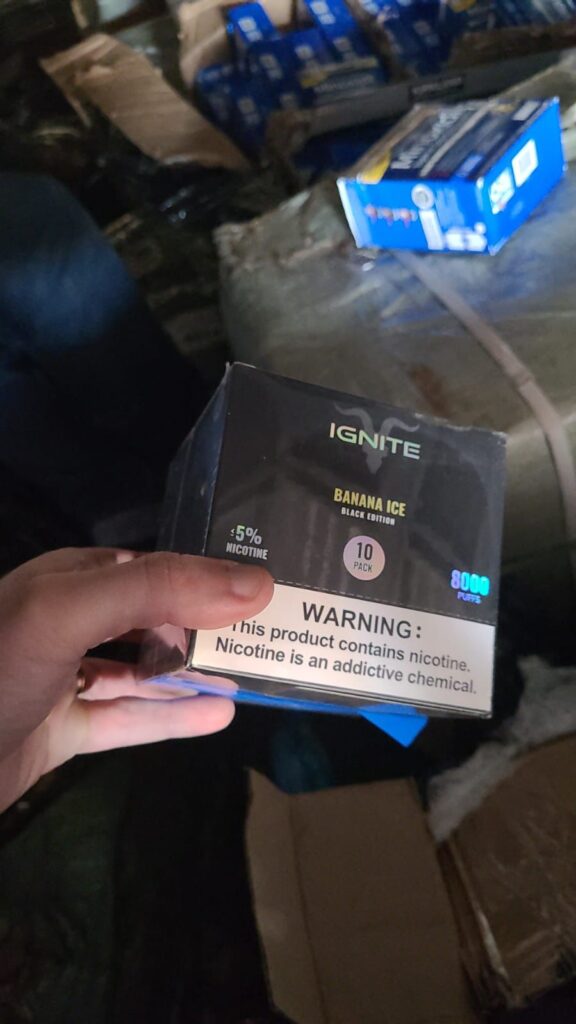 IGNITE
BANANA ICE
BLACK EDITION
≤5%
NICOTINE
10
PACK
8000
PUFFS
WARNING:
This product contains nicotine.
Nicotine is an addictive chemical.